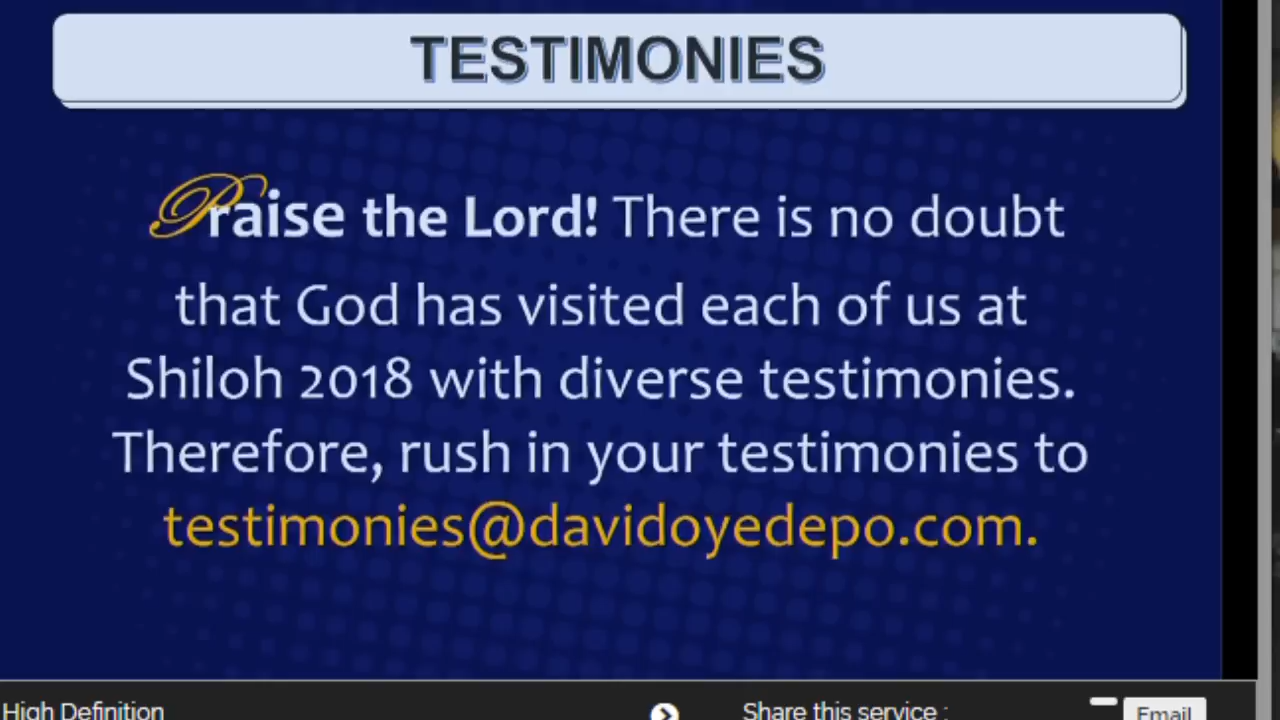 TESTIMONIES
Praise the Lord! There is no doubt
that God has visited each of us at
Shiloh 2018 with diverse testimonies.
Therefore, rush in your testimonies to
testimonies@davidoyedepo.com.
High Definition Share this service : Email